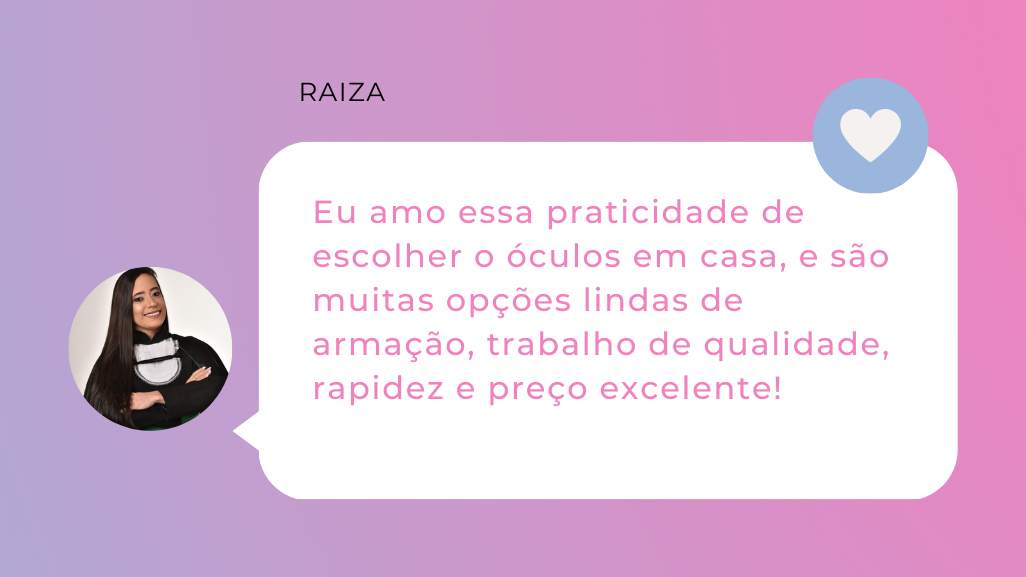 RAIZA
Eu amo essa praticidade de
escolher o óculos em casa, e são
muitas opções lindas de
armação, trabalho de qualidade,
rapidez e preço excelente!